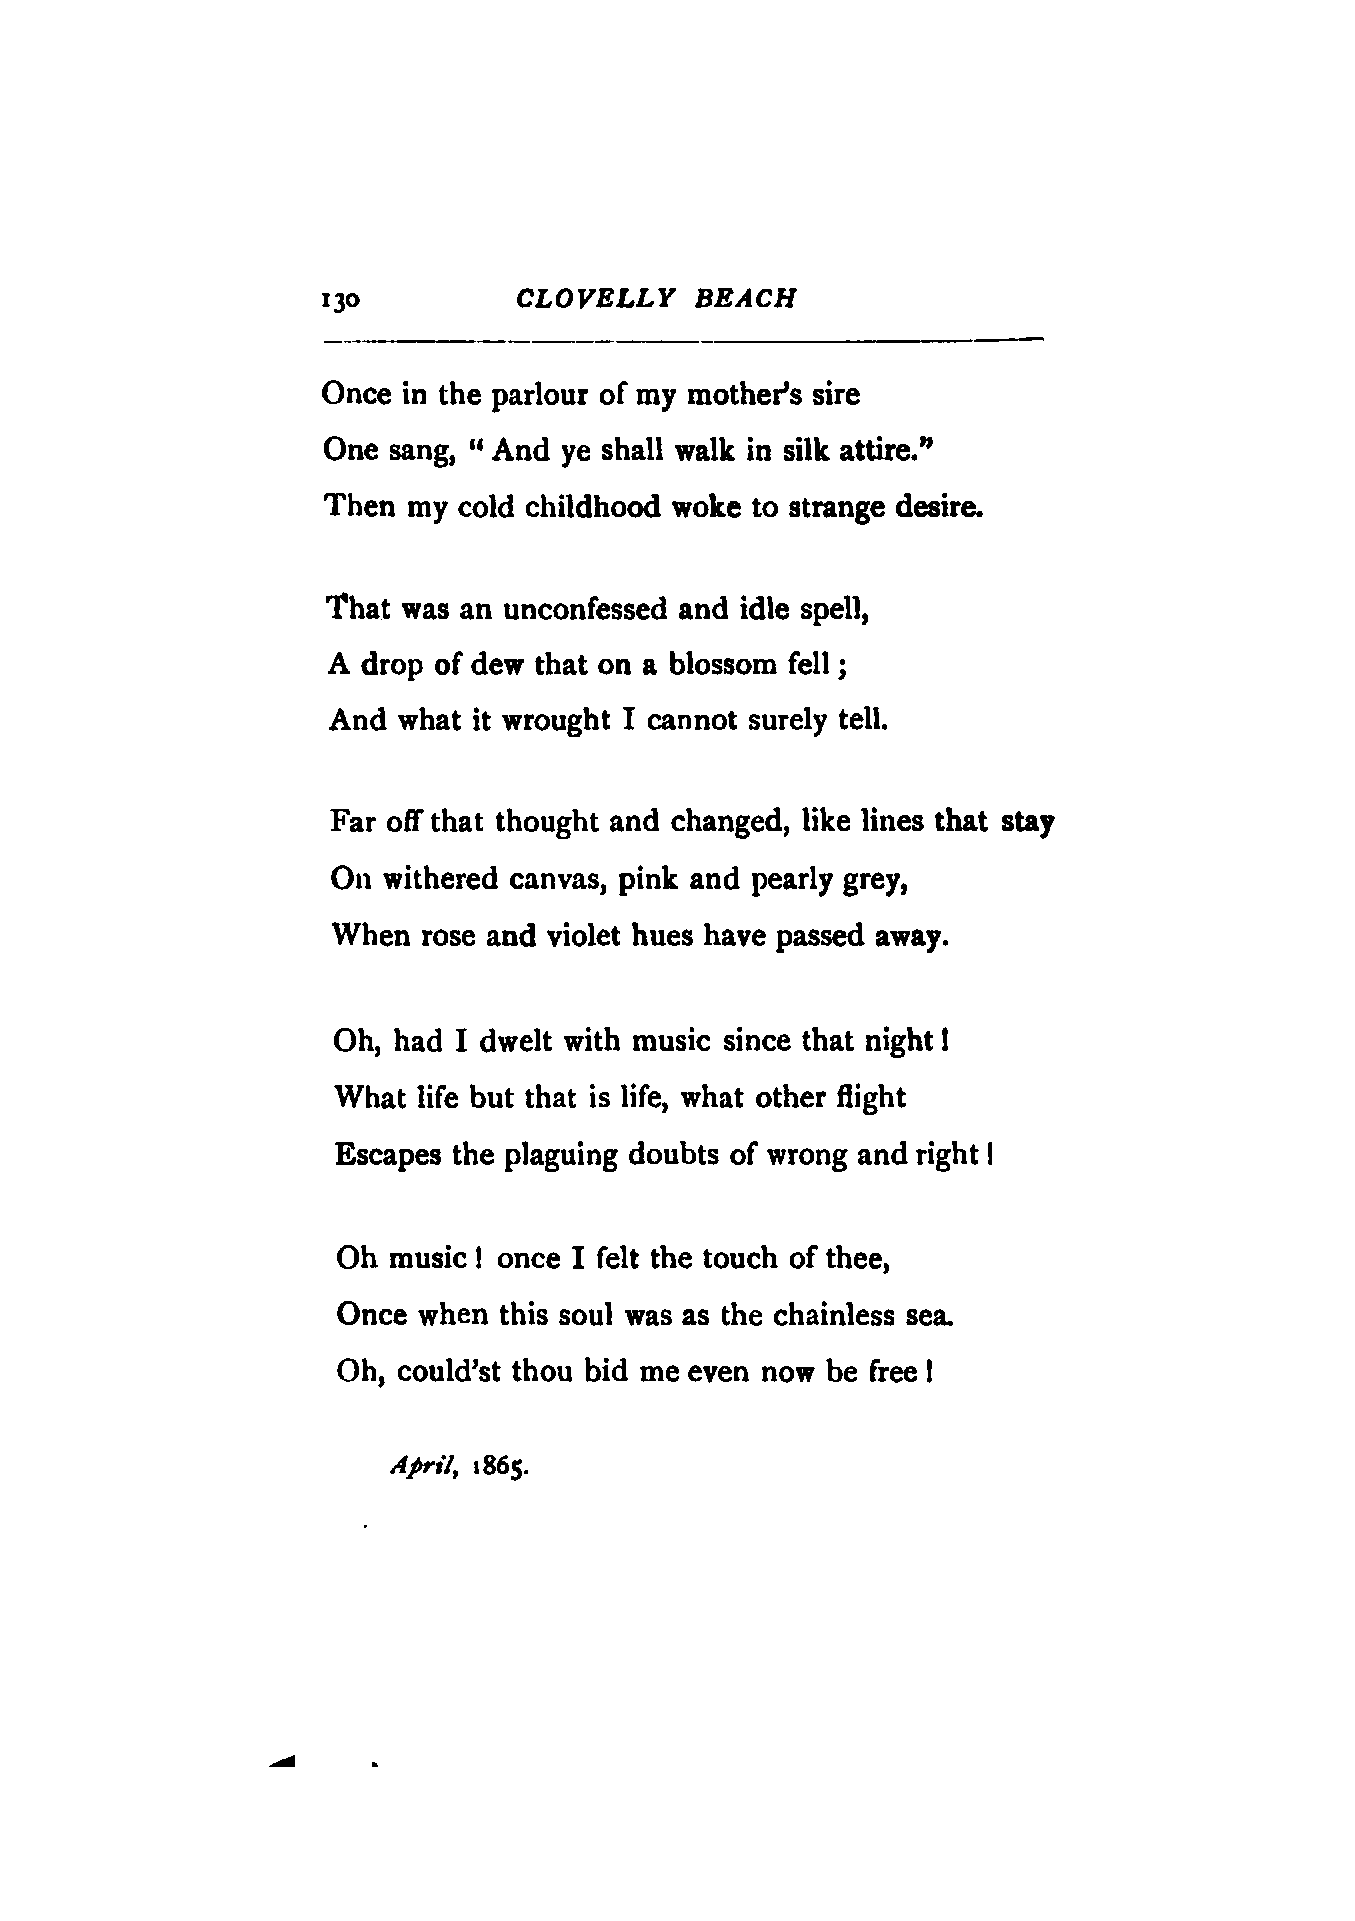 130 CLOVELLY BEACH
Once in the parlour of my mother's sire
One sang, "And ye shall walk in silk attire."
Then my cold childhood woke to strange desire.
That was an unconfessed and idle spell,
A drop of dew that on a blossom fell;
And what it wrought I cannot surely tell.
Far off that thought and changed, like lines that stay
On withered canvas, pink and pearly grey,
When rose and violet hues have passed away.
Oh, had I dwelt with music since that night!
What life but that is life, what other flight
Escapes the plaguing doubts of wrong and right!
Oh music! once I felt the touch of thee,
Once when this soul was as the chainless sea.
Oh, could'st thou bid me even now be free!
April, 1865.